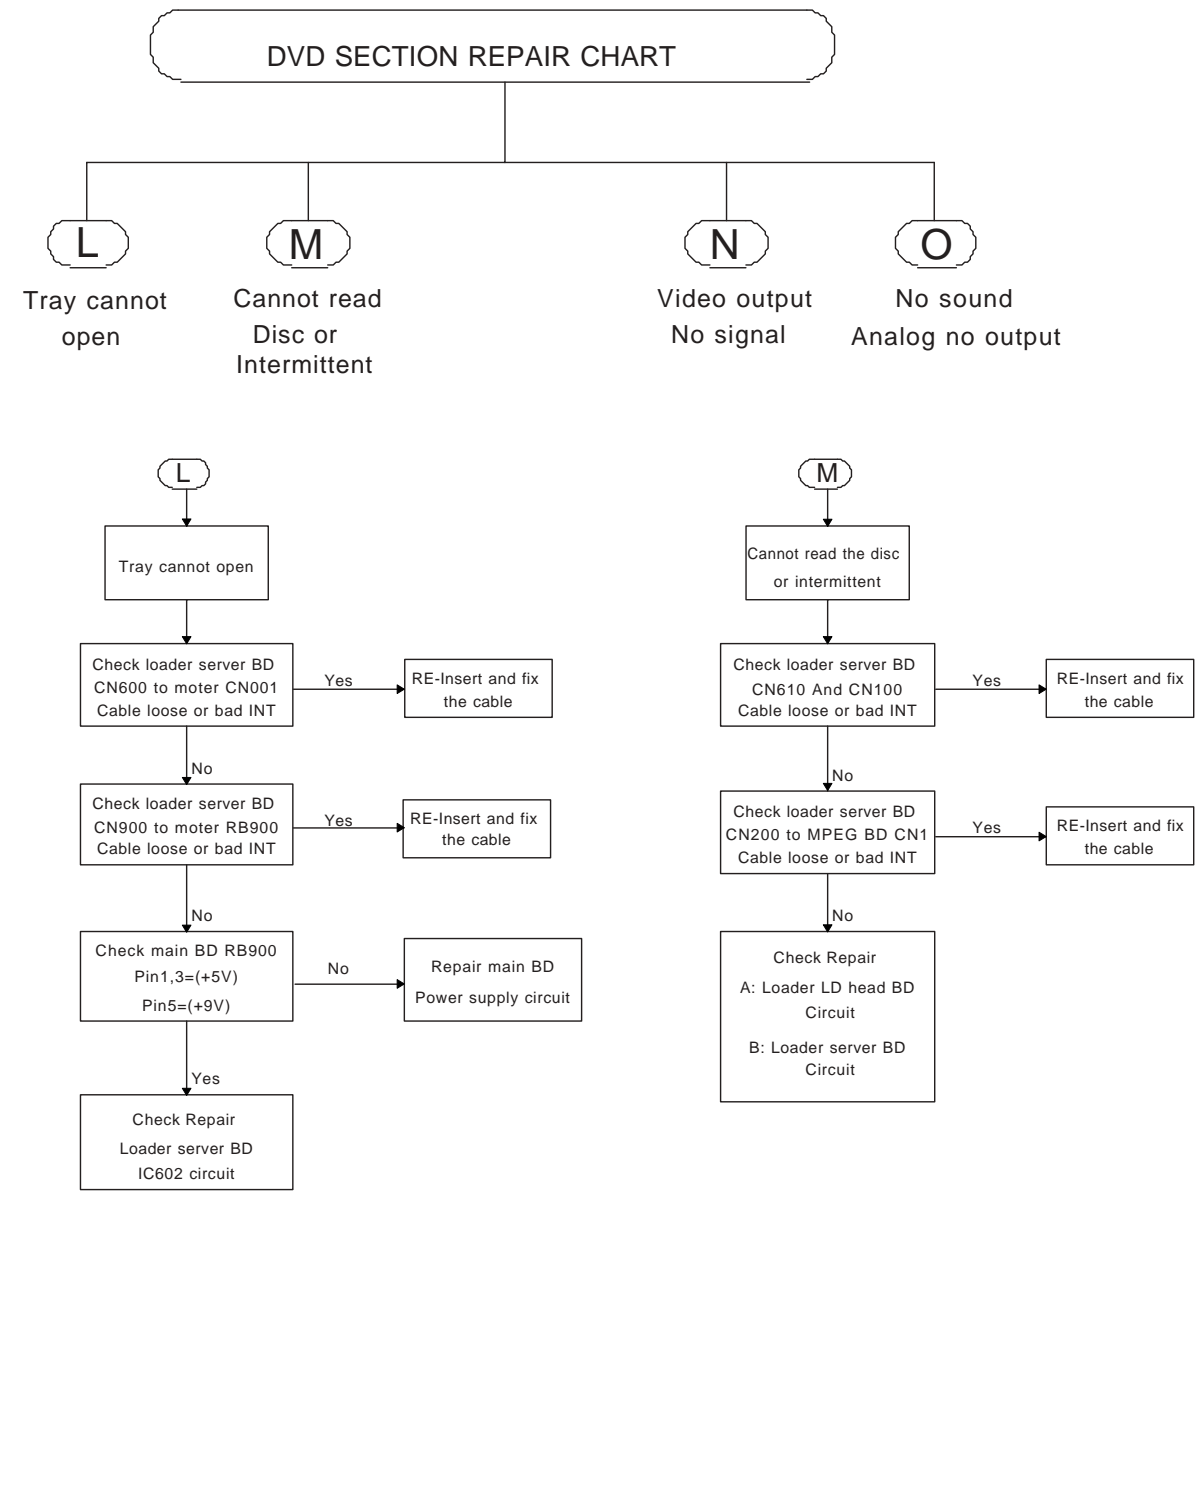 DVD SECTION REPAIR CHART
L
Tray cannot
open
M
Cannot read
Disc or
Intermittent
N
Video output
No signal
O
No sound
Analog no output
L
Tray cannot open
Check loader server BD
CN600 to moter CN001
Cable loose or bad INT
Yes
RE-Insert and fix
the cable
No
Check loader server BD
CN900 to moter RB900
Cable loose or bad INT
Yes
RE-Insert and fix
the cable
No
Check main BD RB900
Pin1,3=(+5V)
Pin5=(+9V)
No
Repair main BD
Power supply circuit
Yes
Check Repair
Loader server BD
IC602 circuit
M
Cannot read the disc
or intermittent
Check loader server BD
CN610 And CN100
Cable loose or bad INT
Yes
RE-Insert and fix
the cable
No
Check loader server BD
CN200 to MPEG BD CN1
Cable loose or bad INT
Yes
RE-Insert and fix
the cable
No
Check Repair
A: Loader LD head BD
Circuit
B: Loader server BD
Circuit